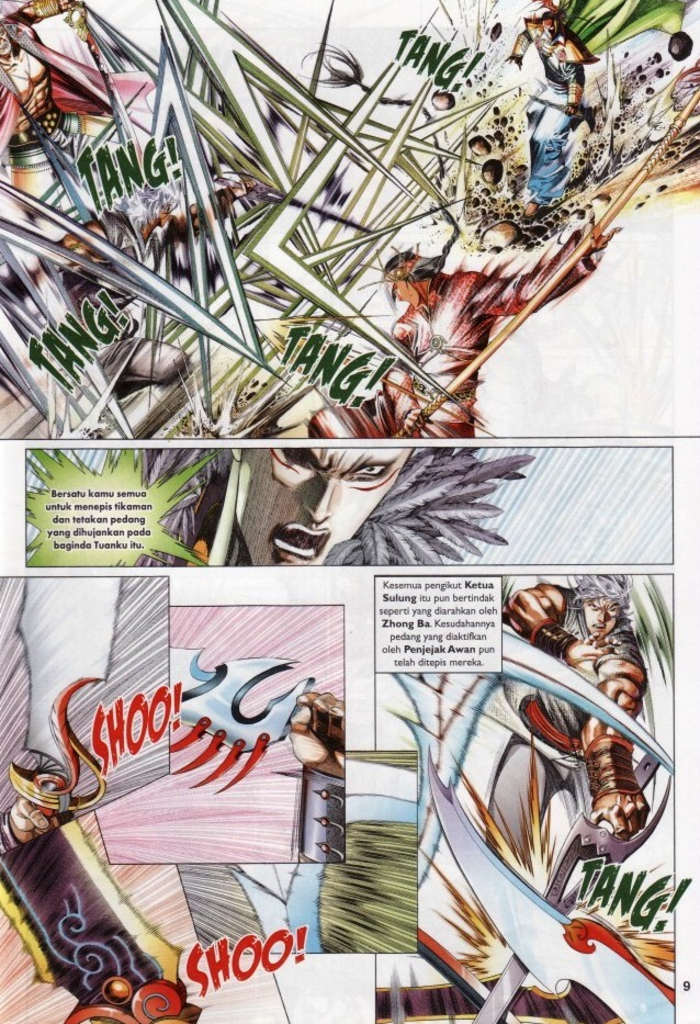 TANG!
TANG!
TANG!
TANG!
Bersatu kamu semua
untuk menepis tikaman
dan tetakan pedang
yang dihujankan pada
baginda Tuanku itu.
Kesemua pengikut Ketua
Sulung itu pun bertindak
seperti yang diarahkan oleh
Zhong Ba. Kesudahannya
pedang yang diaktifkan
oleh Penjejak Awan pun
telah ditepis mereka.
SHOO!
TANG!
SHOO!
9